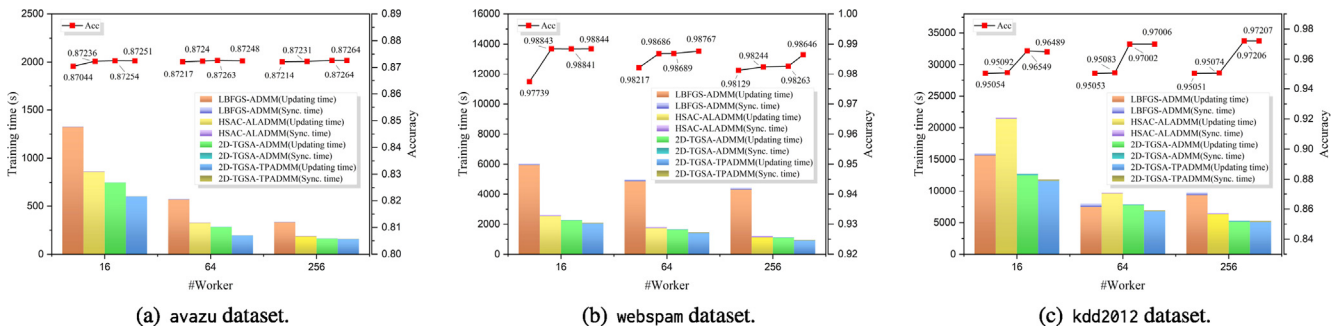 Training time (s)
2500
2000
1500
1000
500
0
Acc
0.87236
0.87044
0.87251
0.87254
0.8724
0.87217
0.87248
0.87263
0.87231
0.87214
0.87264
0.87264
LBFGS-ADMM(Updating time)
LBFGS-ADMM(Sync. time)
HSAC-ALADMM(Updating time)
HSAC-ALADMM(Sync. time)
2D-TGSA-ADMM(Updating time)
2D-TGSA-ADMM(Sync. time)
2D-TGSA-TPADMM(Updating time)
2D-TGSA-TPADMM(Sync. time)
0.89
0.88
0.87
0.86
0.85
0.84
0.83
0.82
0.81
0.80
Accuracy
16 64 256
#Worker
(a) avazu dataset.
Training time (s)
16000
14000
12000
10000
8000
6000
4000
2000
0
Acc
0.98843
0.97739
0.98844
0.98841
0.98686
0.98217
0.98767
0.98689
0.98244
0.98129
0.98646
0.98263
LBFGS-ADMM(Updating time)
LBFGS-ADMM(Sync. time)
HSAC-ALADMM(Updating time)
HSAC-ALADMM(Sync. time)
2D-TGSA-ADMM(Updating time)
2D-TGSA-ADMM(Sync. time)
2D-TGSA-TPADMM(Updating time)
2D-TGSA-TPADMM(Sync. time)
1.00
0.99
0.98
0.97
0.96
0.95
0.94
0.93
0.92
Accuracy
16 64 256
#Worker
(b) webspam dataset.
Training time (s)
35000
30000
25000
20000
15000
10000
5000
0
Acc
0.95092
0.95054
0.96489
0.96549
0.95083
0.95053
0.97006
0.97002
0.95074
0.95051
0.97207
0.97206
LBFGS-ADMM(Updating time)
LBFGS-ADMM(Sync. time)
HSAC-ALADMM(Updating time)
HSAC-ALADMM(Sync. time)
2D-TGSA-ADMM(Updating time)
2D-TGSA-ADMM(Sync. time)
2D-TGSA-TPADMM(Updating time)
2D-TGSA-TPADMM(Sync. time)
0.98
0.96
0.94
0.92
0.90
0.88
0.86
0.84
Accuracy
16 64 256
#Worker
(c) kdd2012 dataset.